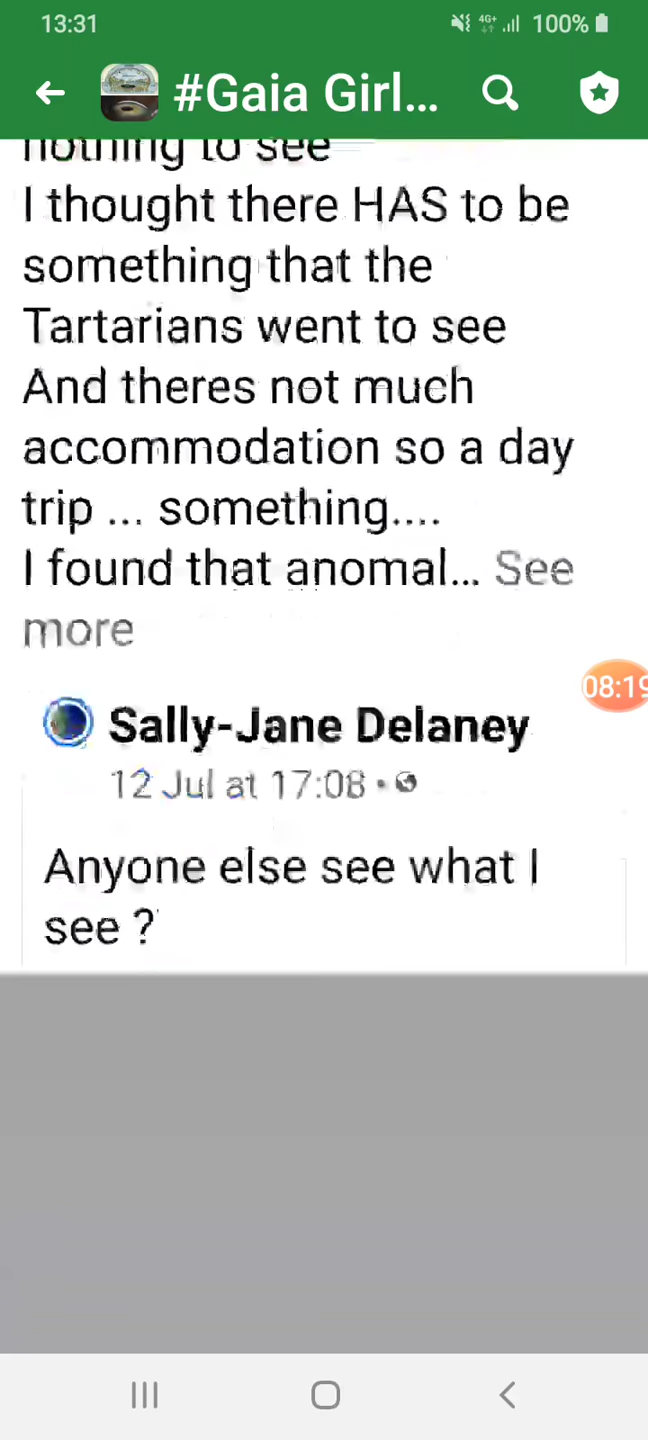 13:31
4G+
100%
#Gaia Girl...
nothing to see
I thought there HAS to be
something that the
Tartarians went to see
And theres not much
accommodation so a day
trip ... something....
I found that anomal... See
more
08:19
Sally-Jane Delaney
12 Jul at 17:08 •
Anyone else see what I
see ?